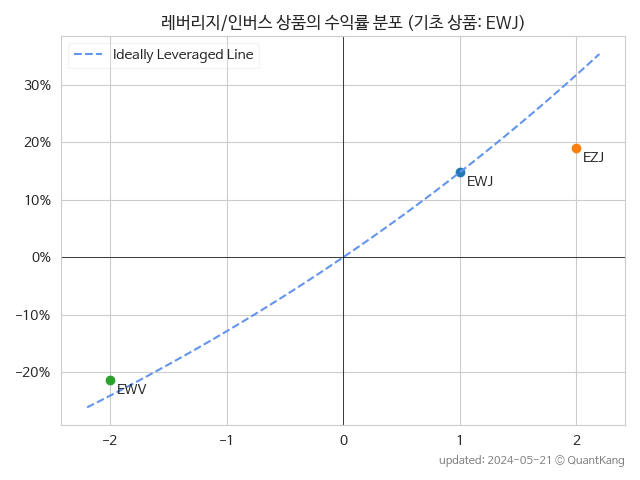 레버리지/인버스 상품의 수익률 분포 (기초 상품: EWJ)
Ideally Leveraged Line
30%
20%
10%
0%
−10%
−20%
EZJ
EWJ
EWV
−2 −1 0 1 2
updated: 2024-05-21 © QuantKang